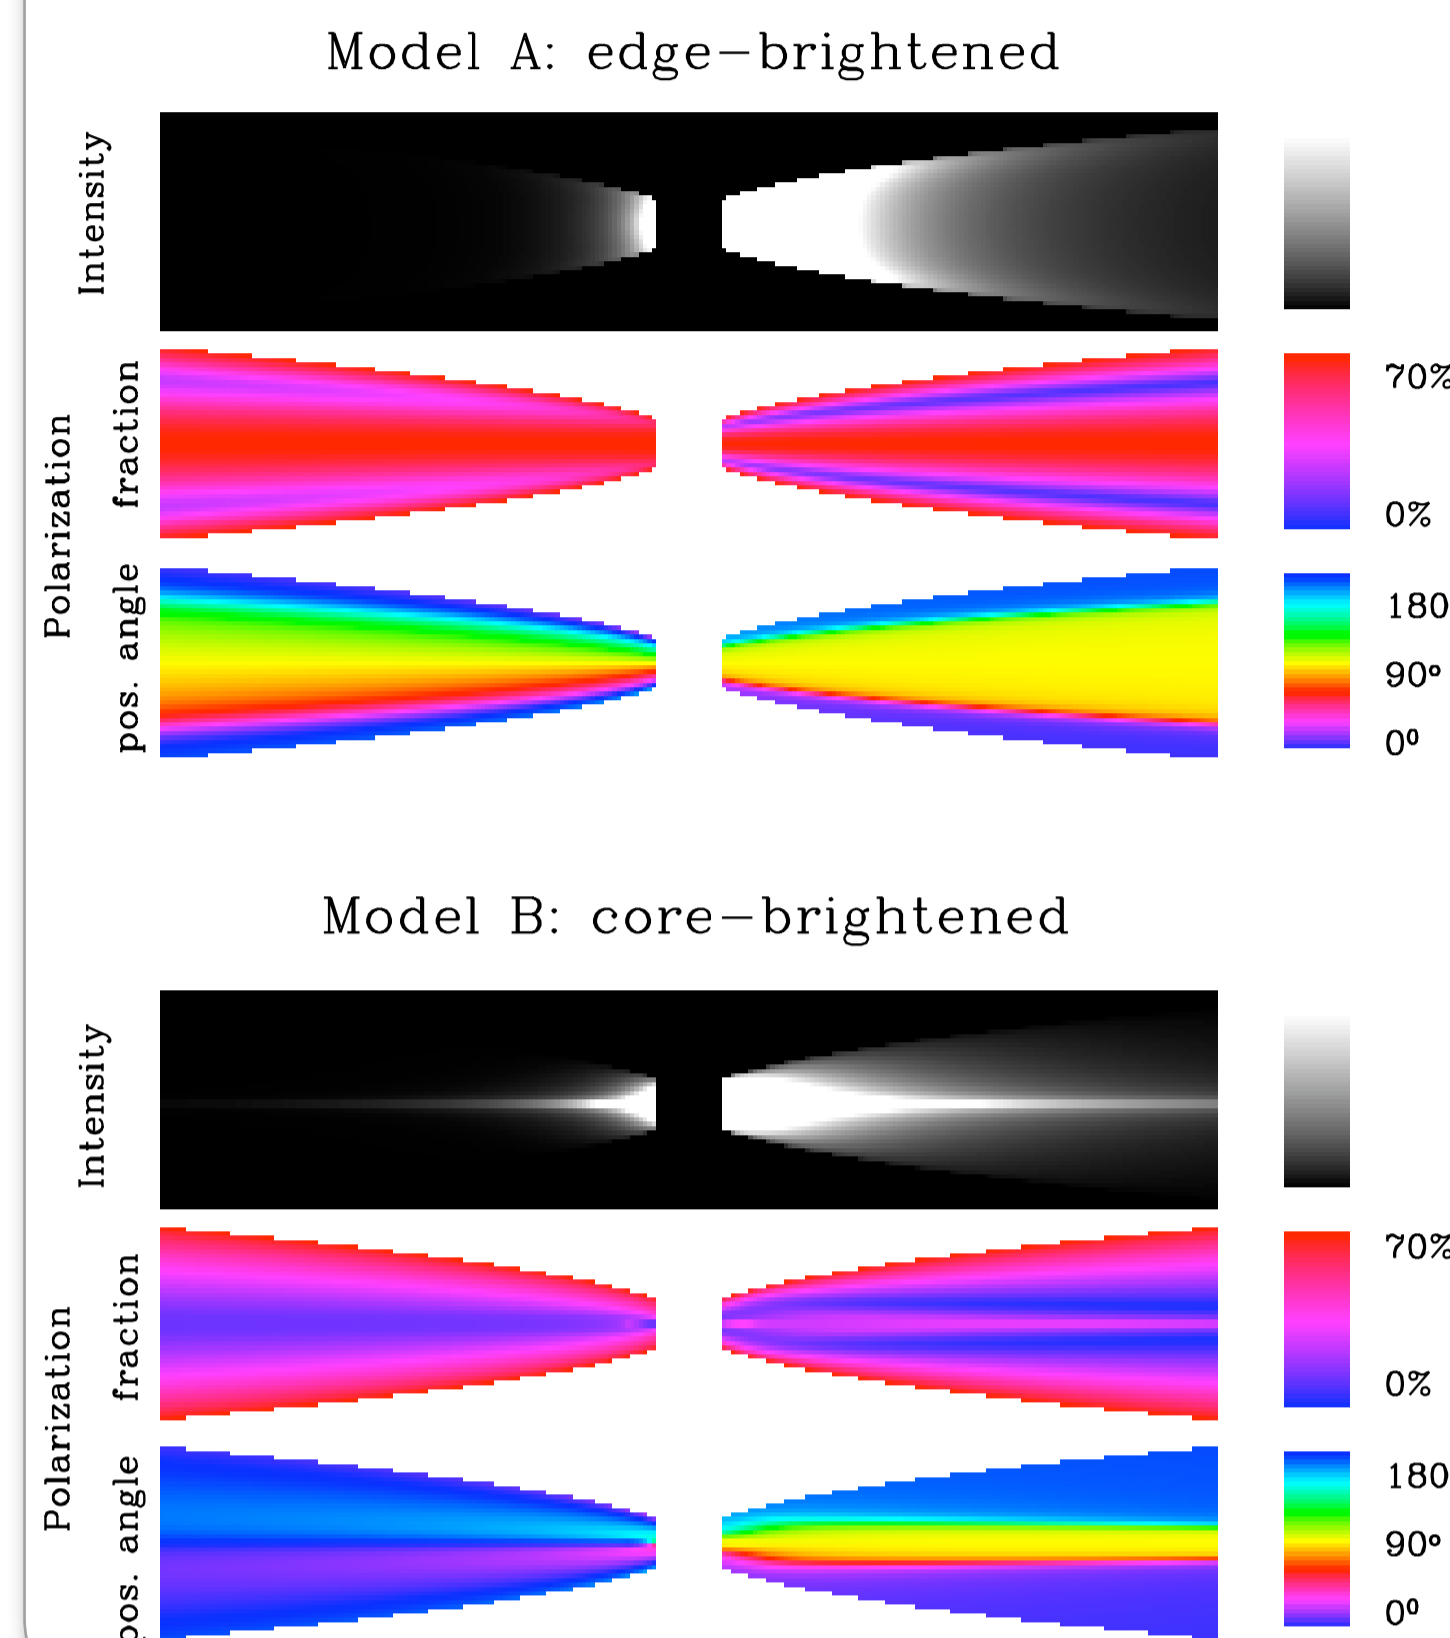 Model A: edge-brightened
Intensity
Polarization
fraction
70%
0%
pos. angle
180
90°
0°
Model B: core-brightened
Intensity
Polarization
fraction
70%
0%
pos. angle
180
90°
0°